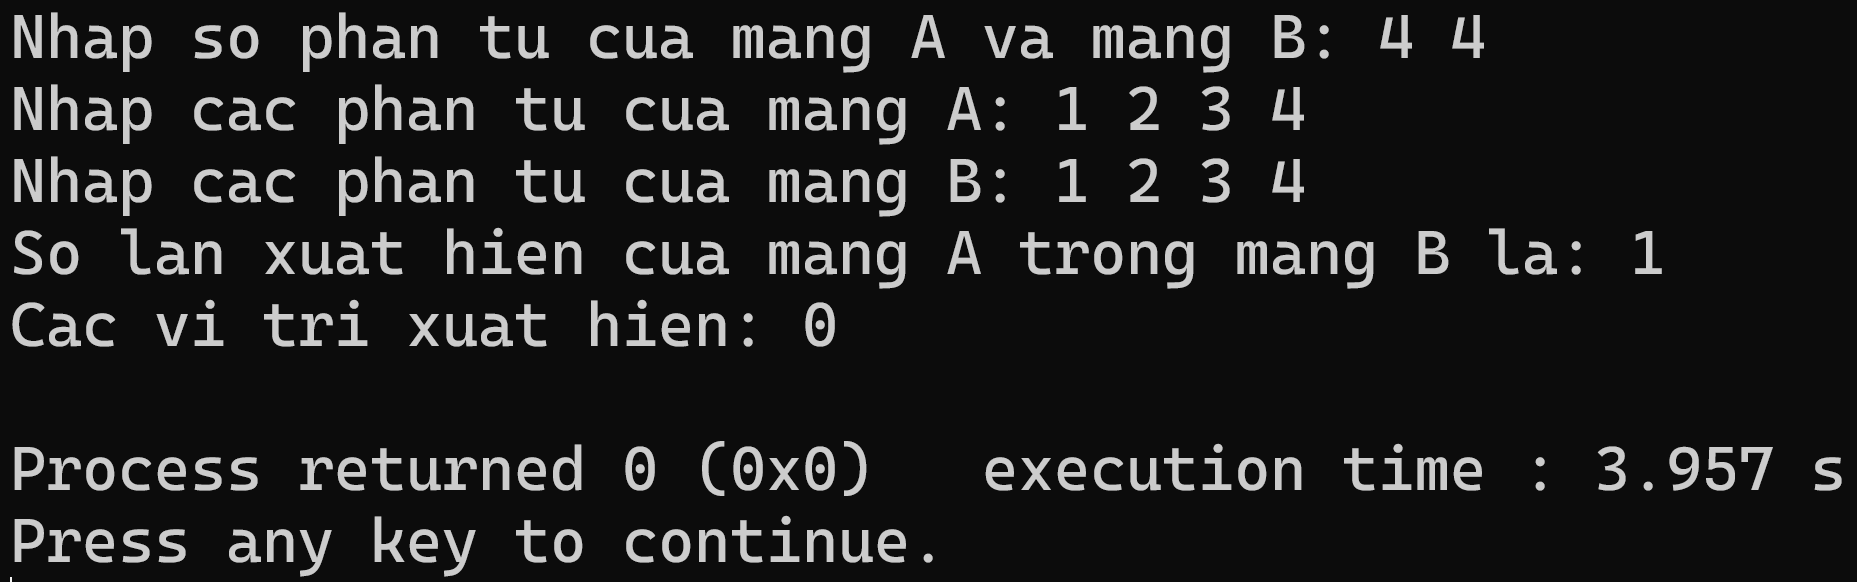 Nhap so phan tu cua mang A va mang B: 4 4
Nhap cac phan tu cua mang A: 1 2 3 4
Nhap cac phan tu cua mang B: 1 2 3 4
So lan xuat hien cua mang A trong mang B la: 1
Cac vi tri xuat hien: 0
Process returned 0 (0x0)   execution time : 3.957 s
Press any key to continue.